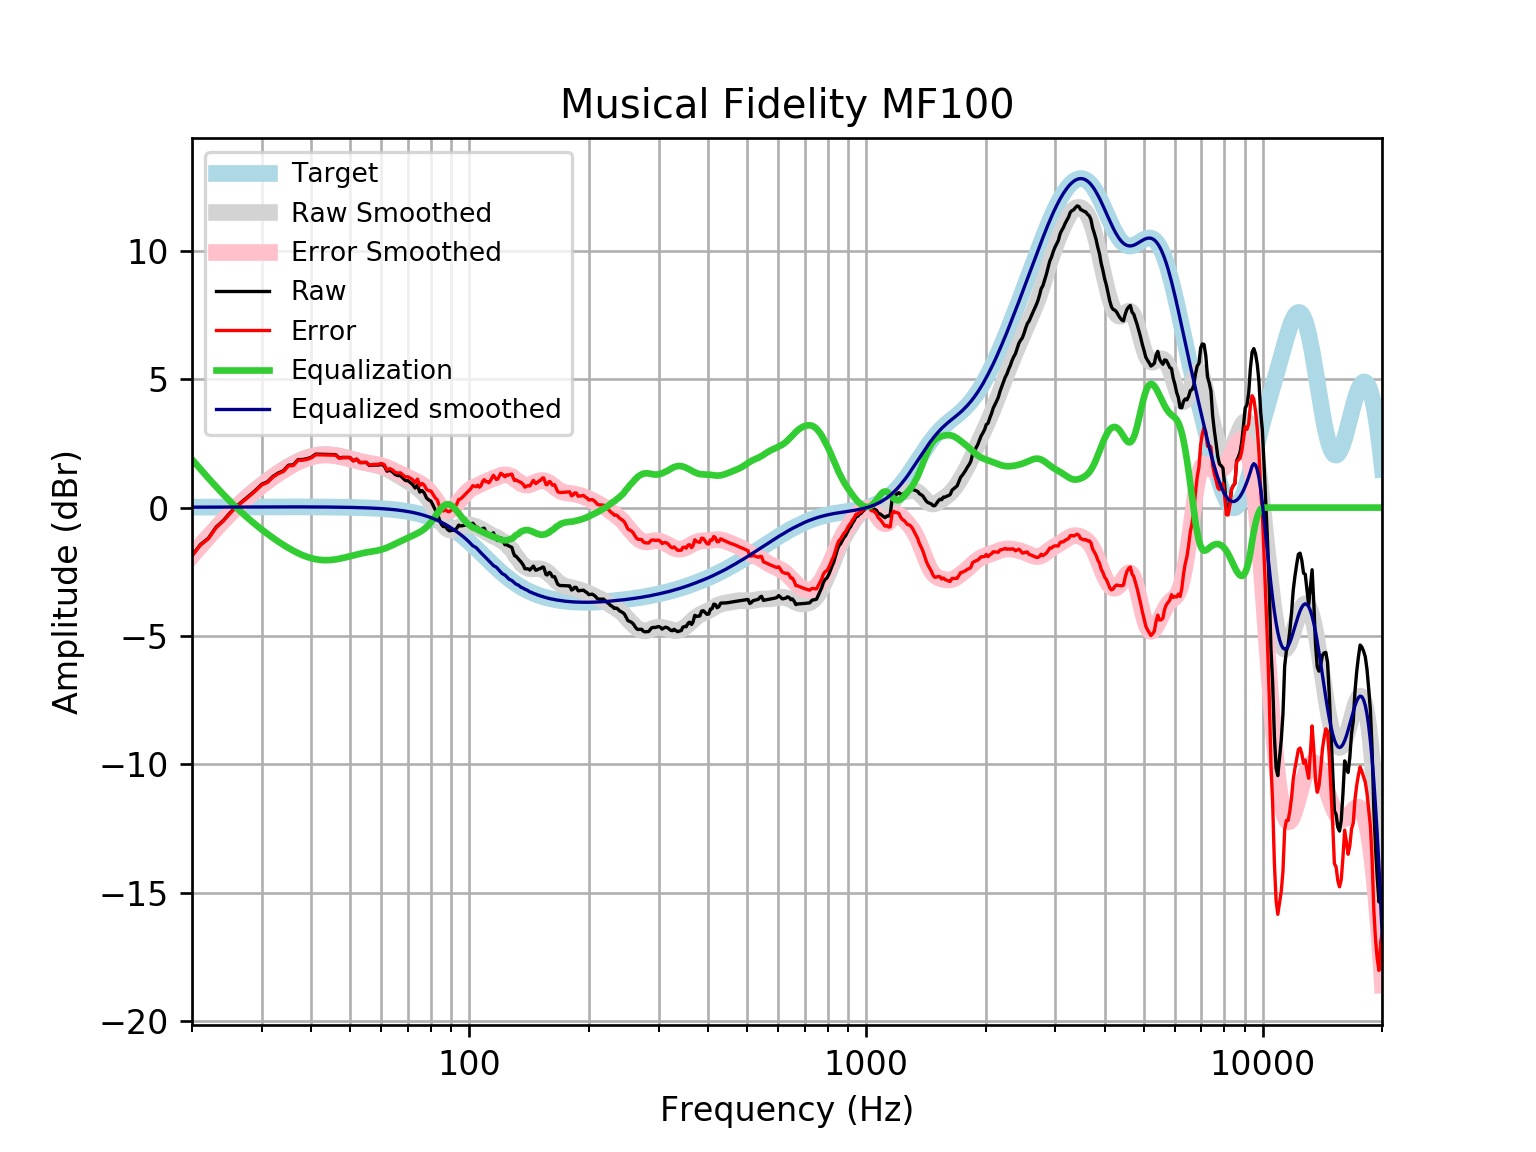 Musical Fidelity MF100
Target
Raw Smoothed
Error Smoothed
Raw
Error
Equalization
Equalized smoothed
10
5
0
−5
−10
−15
−20
Amplitude (dBr)
100 1000 10000
Frequency (Hz)